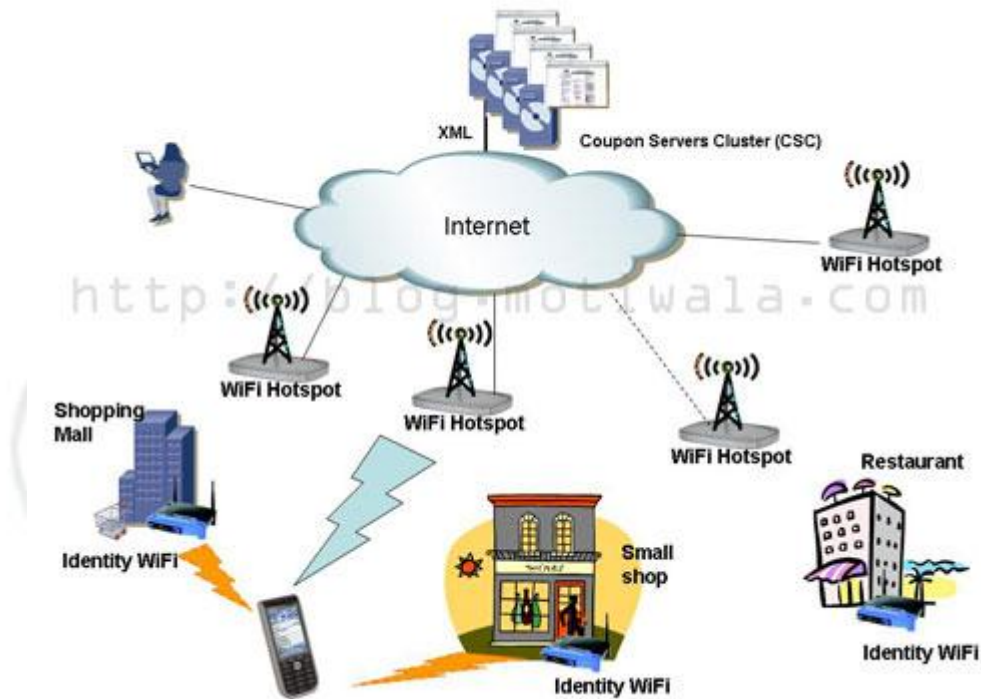 XML
Coupon Servers Cluster (CSC)
Internet
WiFi Hotspot
http://blog.motiwala.com
WiFi Hotspot
WiFi Hotspot
WiFi Hotspot
Shopping
Mall
Restaurant
Identity WiFi
Small
shop
Identity WiFi
Identity WiFi